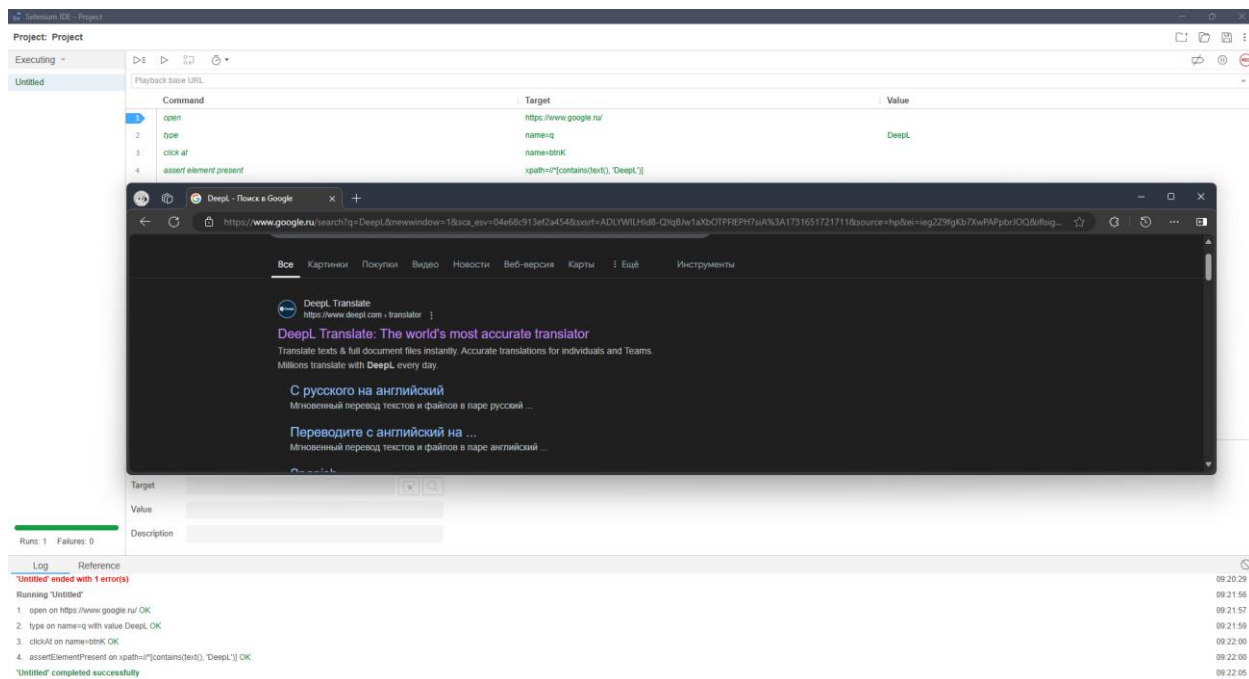 Selenium IDE - Project
Project: Project
Executing
Untitled
Playback base URL
Command Target Value
1 open https://www.google.ru/
2 type name=q DeepL
3 click at name=btnK
4 assert element present xpath=//*[contains(text(), 'DeepL')]
DeepL - Поиск в Google
Все Картинки Покупки Видео Новости Веб-версия Карты Ещё Инструменты
DeepL Translate
https://www.deepl.com › translator
DeepL Translate: The world's most accurate translator
Translate texts & full document files instantly. Accurate translations for individuals and Teams.
Millions translate with DeepL every day.
С русского на английский
Мгновенный перевод текстов и файлов в паре русский ...
Переводите с английский на ...
Мгновенный перевод текстов и файлов в паре английский ...
Target
Value
Description
Runs: 1 Failures: 0
Log Reference
'Untitled' ended with 1 error(s) 09:20:29
Running 'Untitled' 09:21:56
1. open on https://www.google.ru/ OK 09:21:57
2. type on name=q with value DeepL OK 09:21:59
3. clickAt on name=btnK OK 09:22:00
4. assertElementPresent on xpath=//*[contains(text(), 'DeepL')] OK 09:22:00
'Untitled' completed successfully 09:22:05